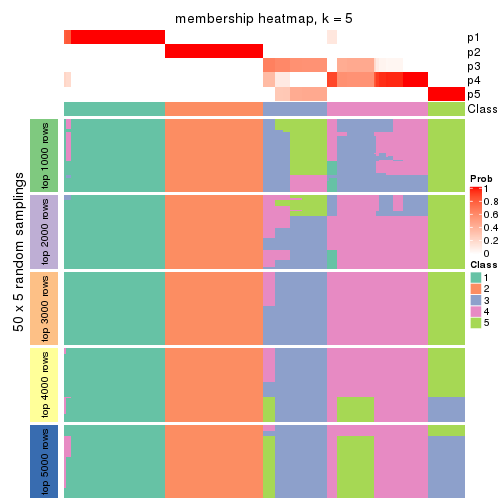 membership heatmap, k = 5
p1
p2
p3
p4
p5
Class
50 x 5 random samplings
top 1000 rows
top 2000 rows
top 3000 rows
top 4000 rows
top 5000 rows
Prob
1
0.8
0.6
0.4
0.2
0
Class
1
2
3
4
5